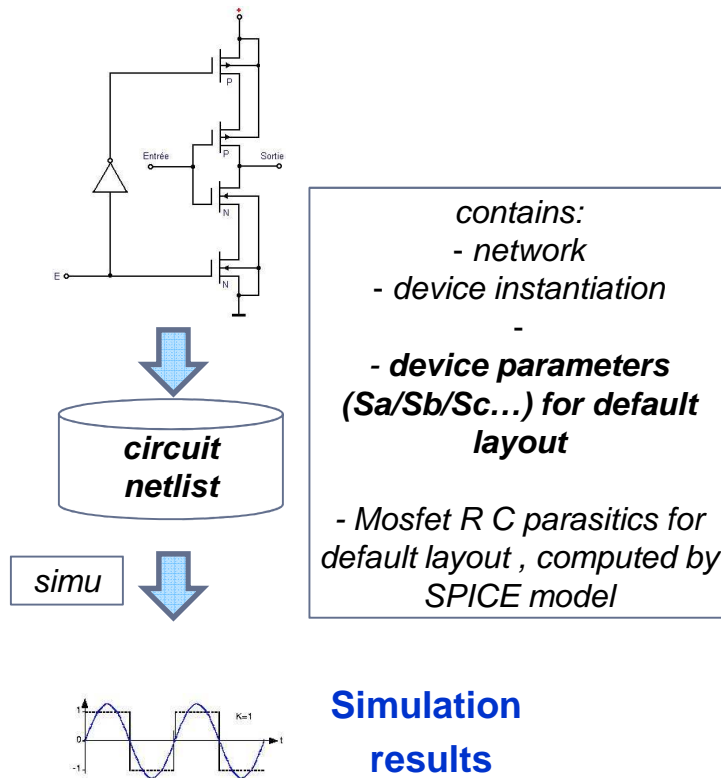 +
P
Entrée
P
Sortie
N
E
N
contains:
- network
- device instantiation
-
- device parameters
(Sa/Sb/Sc…) for default
layout
- Mosfet R C parasitics for
default layout , computed by
SPICE model
circuit
netlist
simu
1
K=1
0
t
-1
Simulation
results